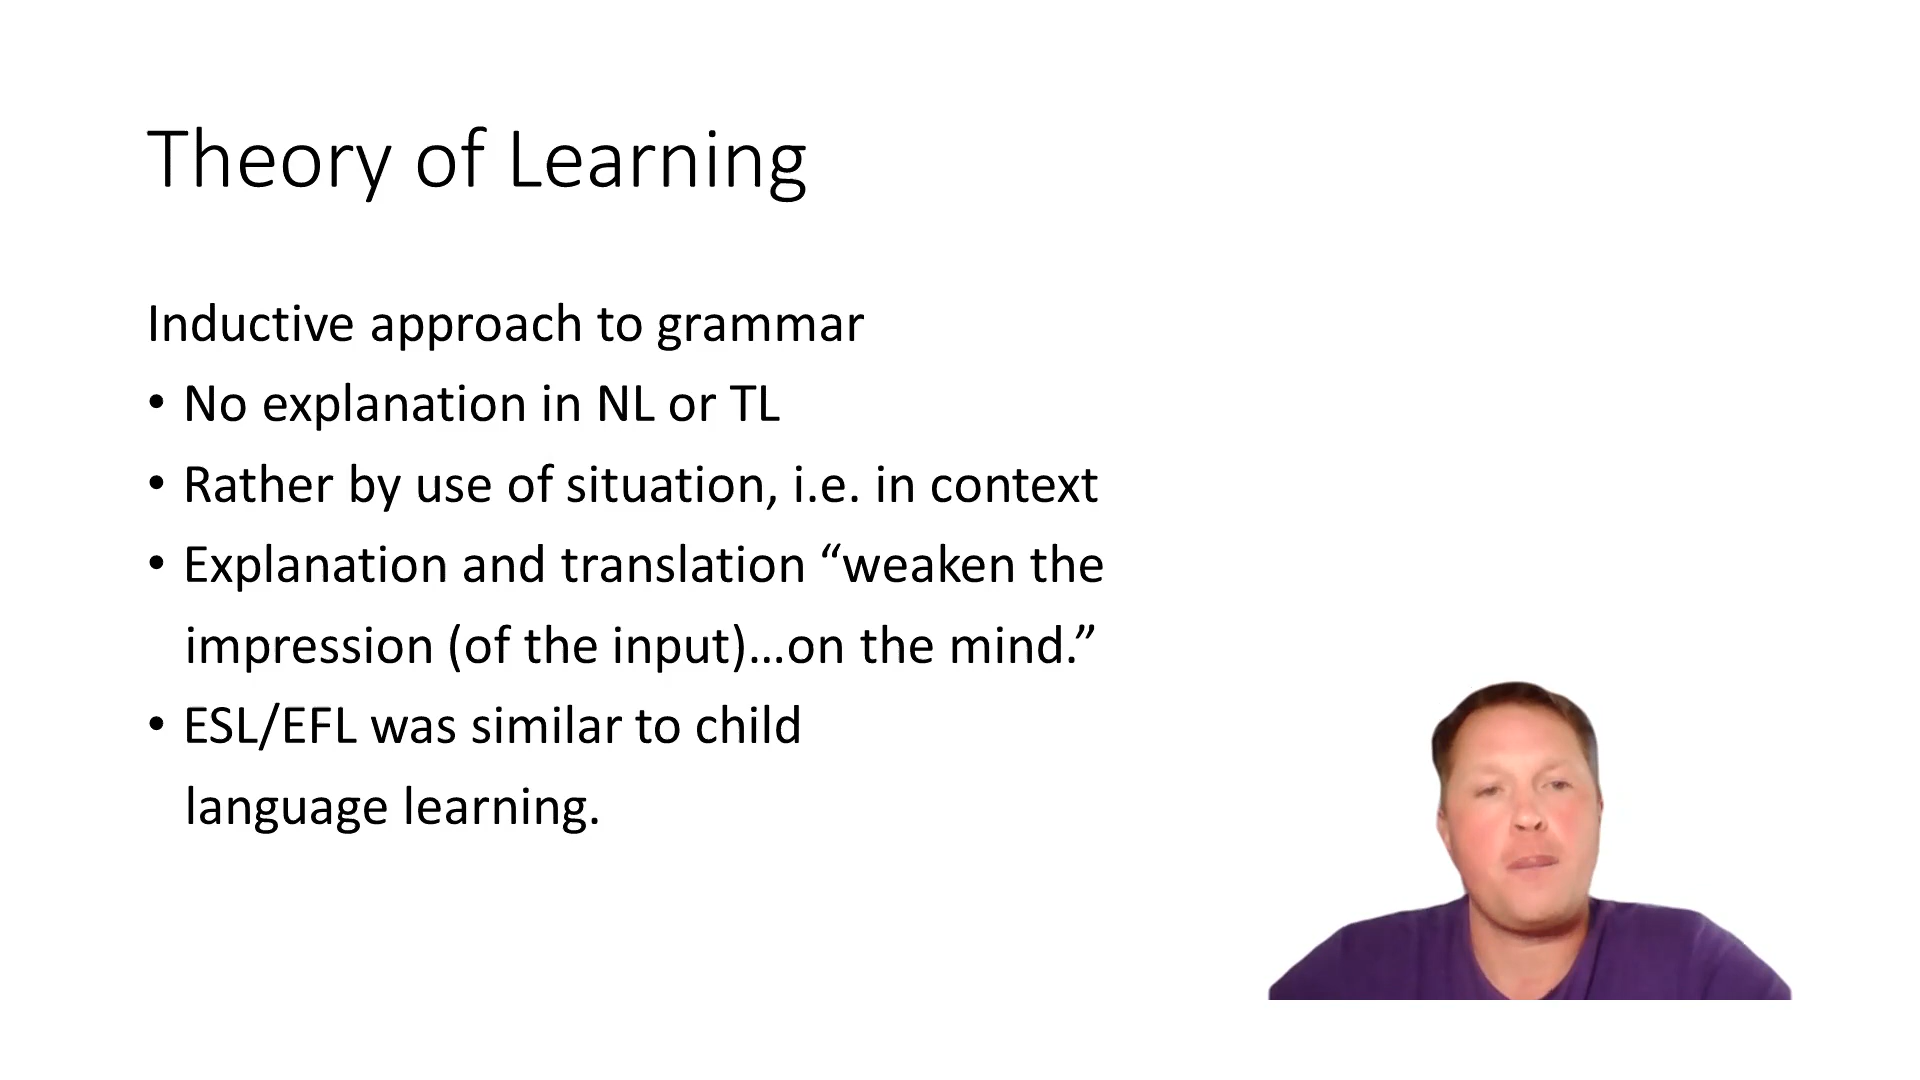 Theory of Learning
Inductive approach to grammar
• No explanation in NL or TL
• Rather by use of situation, i.e. in context
• Explanation and translation “weaken the
impression (of the input)…on the mind.”
• ESL/EFL was similar to child
language learning.